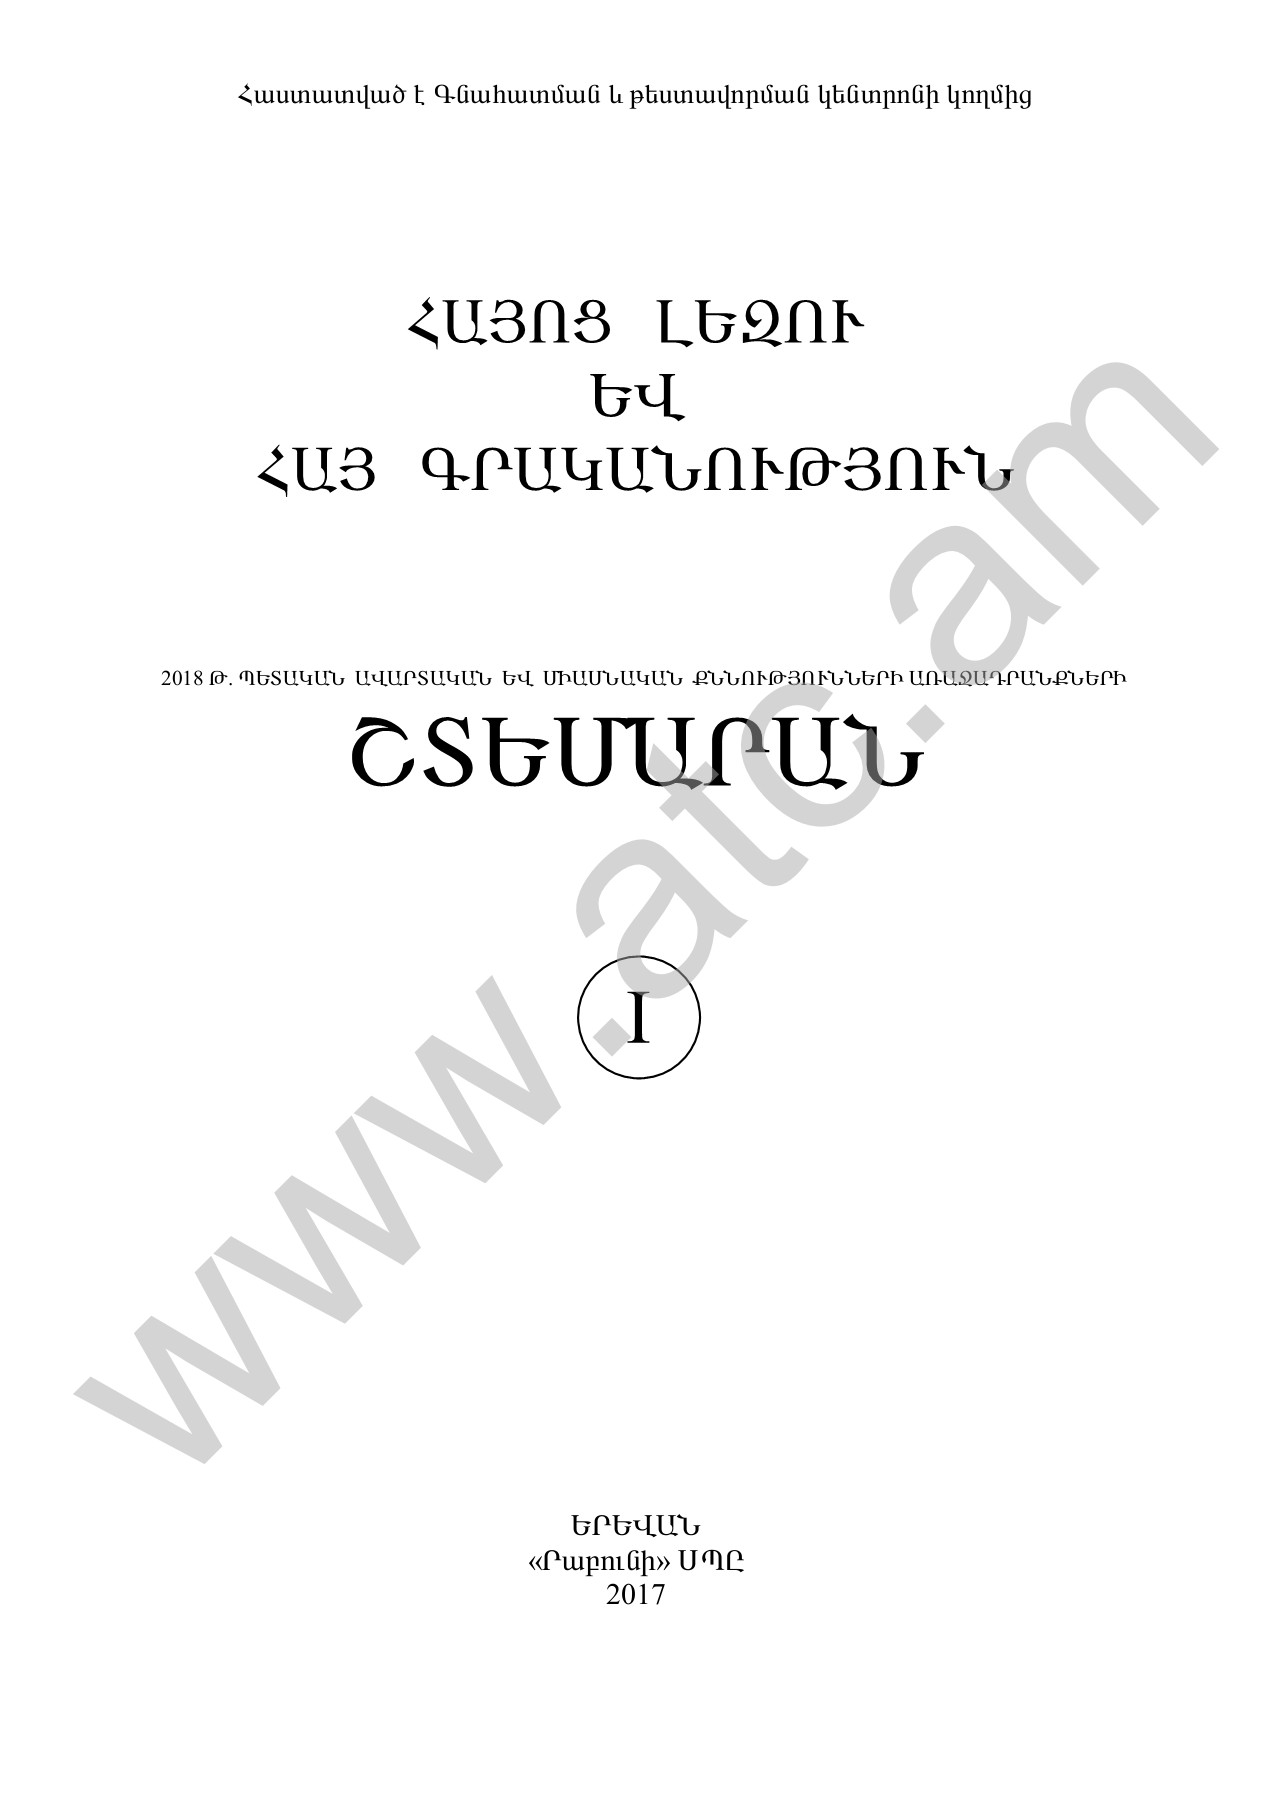 Հաստատված է Գնահատման և թեստավորման կենտրոնի կողմից
ՀԱՅՈՑ ԼԵԶՈՒ
ԵՎ
ՀԱՅ ԳՐԱԿԱՆՈՒԹՅՈՒՆ
2018 Թ. ՊԵՏԱԿԱՆ ԱՎԱՐՏԱԿԱՆ ԵՎ ՄԻԱՍՆԱԿԱՆ ՔՆՆՈՒԹՅՈՒՆՆԵՐԻ ԱՌԱՋԱԴՐԱՆՔՆԵՐԻ
ՇՏԵՄԱՐԱՆ
I
www.atc.am
ԵՐԵՎԱՆ
«Րաբունի» ՍՊԸ
2017